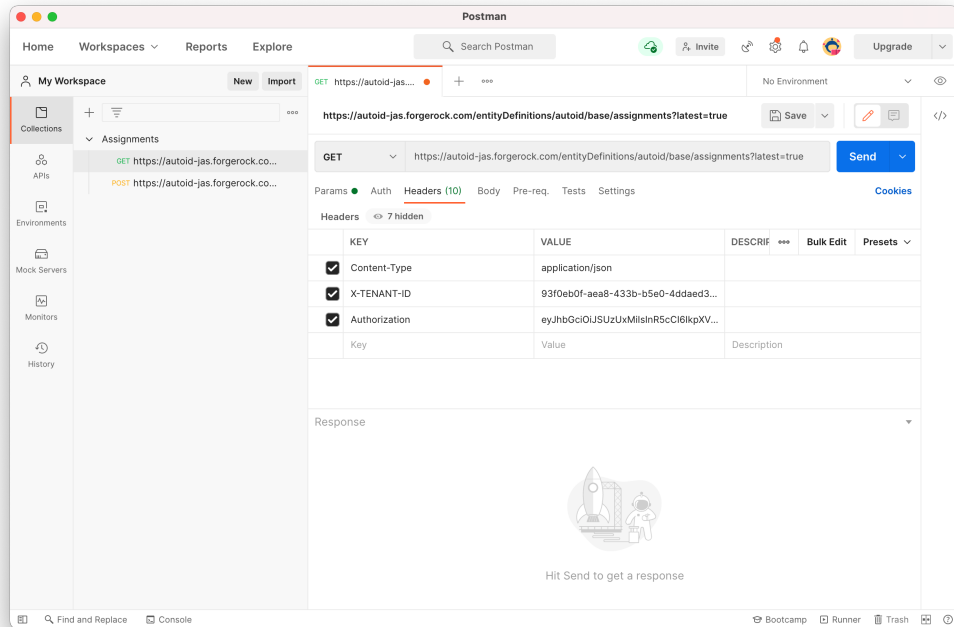 Postman
Home Workspaces Reports Explore Search Postman Invite Upgrade
My Workspace New Import GET https://autoid-jas.... No Environment
Collections
https://autoid-jas.forgerock.com/entityDefinitions/autoid/base/assignments?latest=true Save
Assignments
GET https://autoid-jas.forgerock.co...
POST https://autoid-jas.forgerock.co...
APIs
Environments
Mock Servers
Monitors
History
GET https://autoid-jas.forgerock.com/entityDefinitions/autoid/base/assignments?latest=true Send
Params Auth Headers (10) Body Pre-req. Tests Settings Cookies
Headers 7 hidden
KEY VALUE DESCRIP Bulk Edit Presets
Content-Type application/json
X-TENANT-ID 93f0eb0f-aea8-433b-b5e0-4ddaed3...
Authorization eyJhbGciOiJSUzUxMiIsInR5cCI6IkpXV...
Key Value Description
Response
Hit Send to get a response
Find and Replace Console Bootcamp Runner Trash